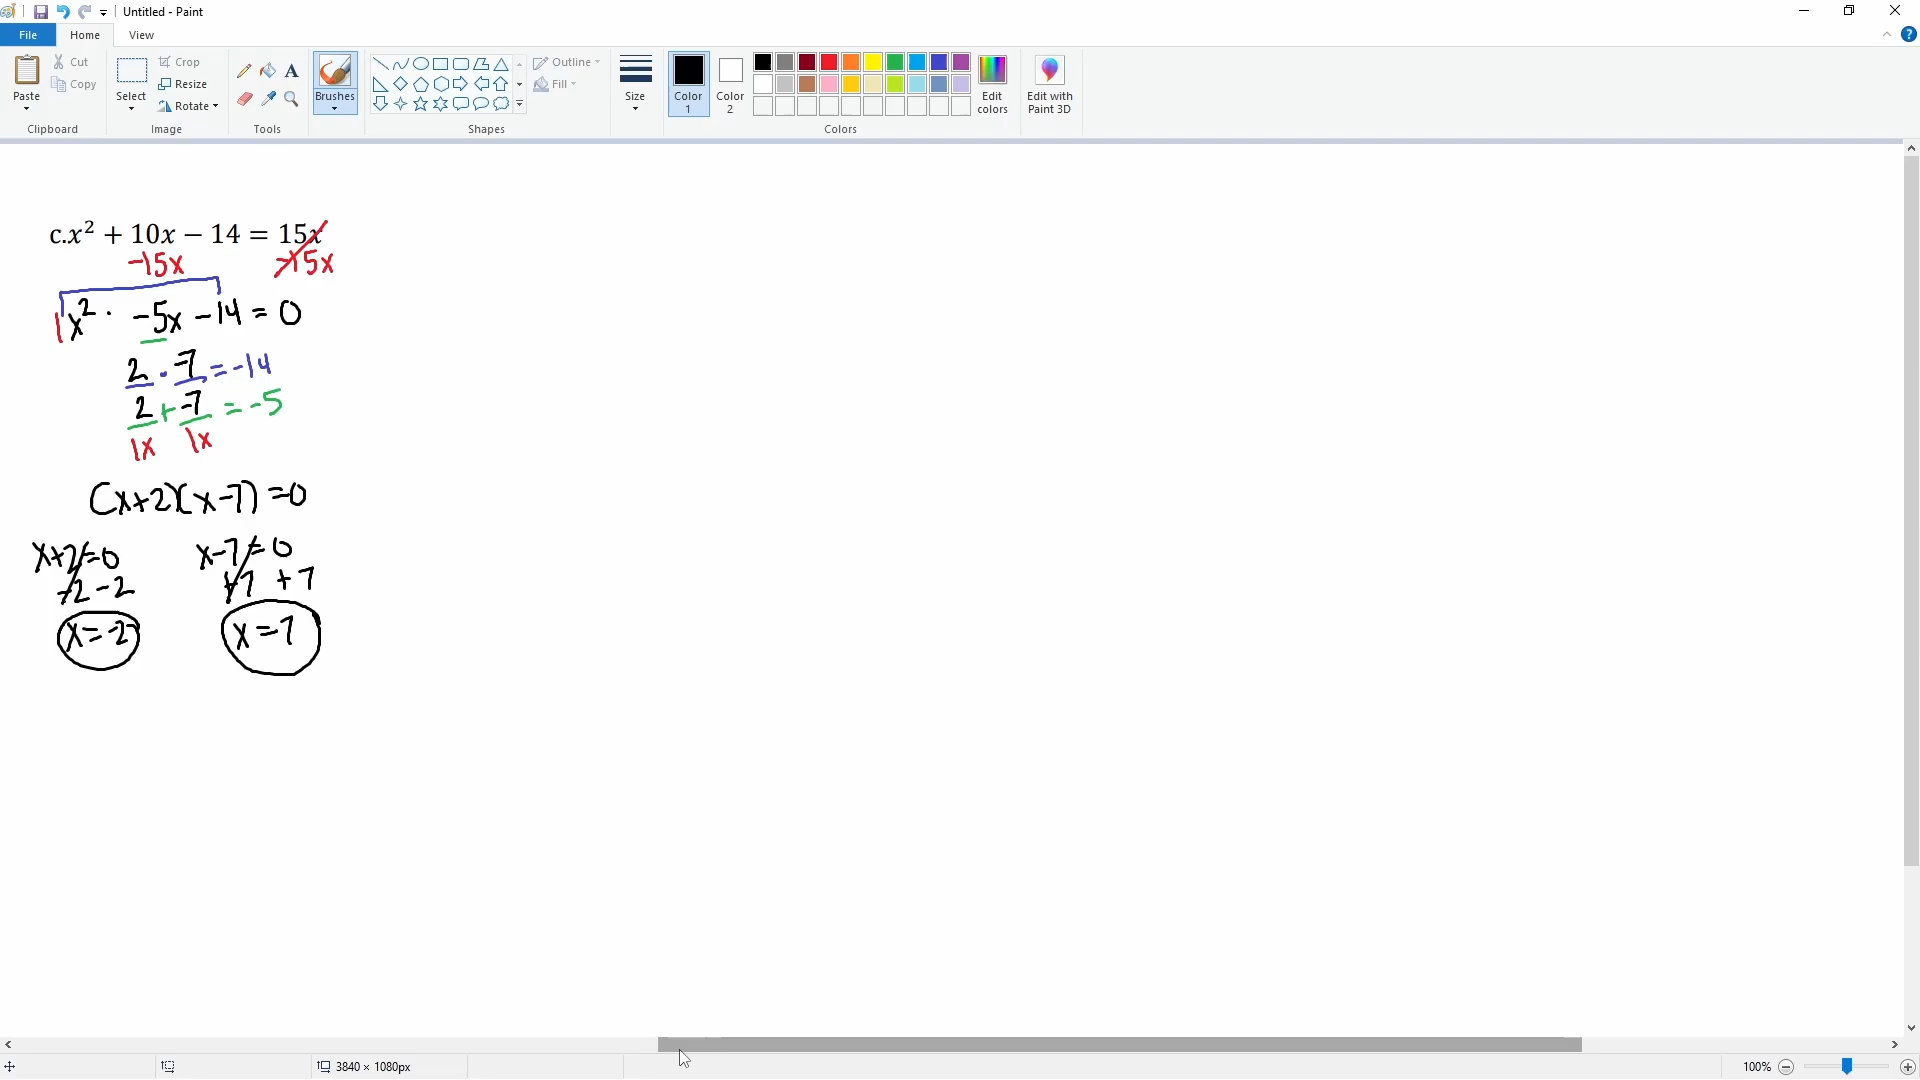 Untitled - Paint
File Home View
Paste
Cut
Copy
Clipboard
Select
Crop
Resize
Rotate
Image
Tools
Brushes
Shapes
Outline
Fill
Size
Color 1
Color 2
Colors
Edit colors
Edit with Paint 3D
c.x² + 10x − 14 = 15x
-15x -15x
1x² · -5x -14 = 0
2 · -7 = -14
2 + -7 = -5
1x 1x
(x+2)(x-7) = 0
x+2=0 x-7=0
-2 -2 +7 +7
x=-2 x=7
3840 × 1080px
100%